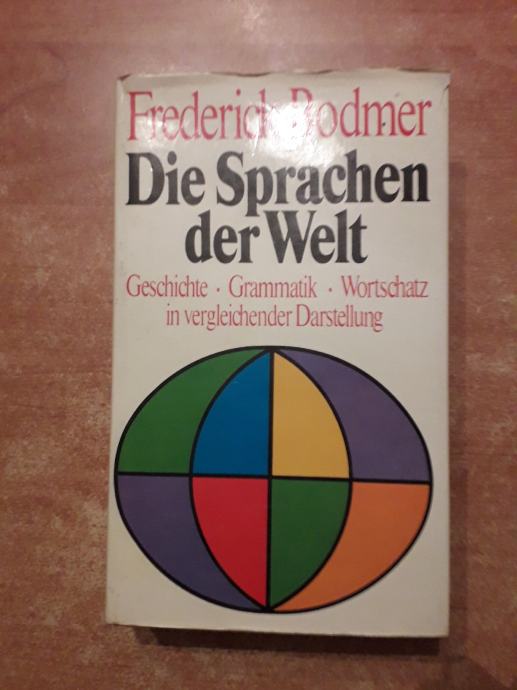 Frederick Bodmer
Die Sprachen
der Welt
Geschichte · Grammatik · Wortschatz
in vergleichender Darstellung